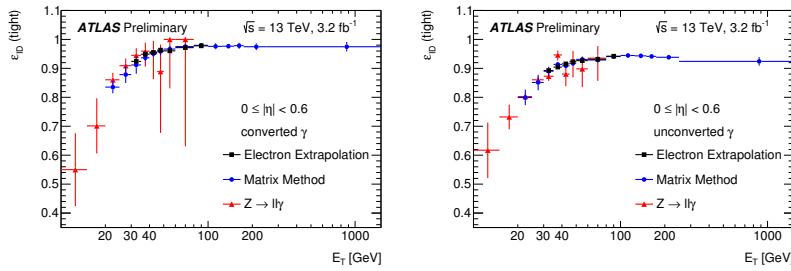 ε_ID (tight)
ATLAS Preliminary
√s = 13 TeV, 3.2 fb⁻¹
1
0.9
0.8
0.7
0.6
0.5
0.4
0 ≤ |η| < 0.6
converted γ
Electron Extrapolation
Matrix Method
Z → llγ
20 30 40 100 200 1000
E_T [GeV]
ε_ID (tight)
ATLAS Preliminary
√s = 13 TeV, 3.2 fb⁻¹
1
0.9
0.8
0.7
0.6
0.5
0.4
0 ≤ |η| < 0.6
unconverted γ
Electron Extrapolation
Matrix Method
Z → llγ
20 30 40 100 200 1000
E_T [GeV]